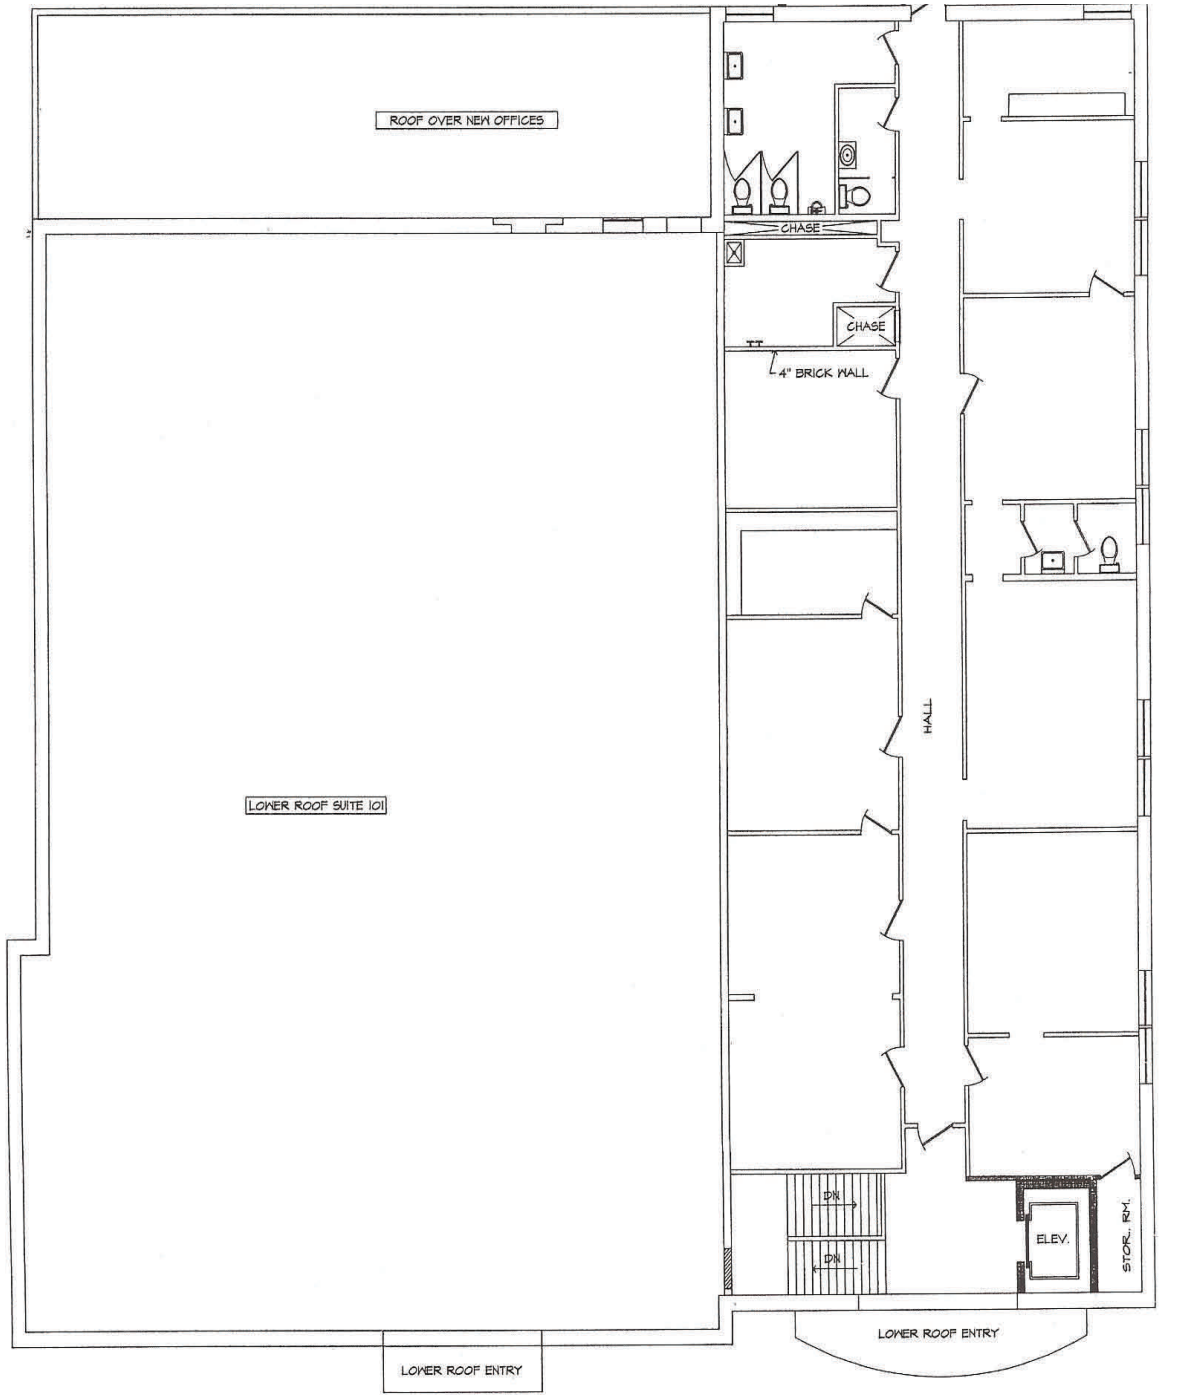 ROOF OVER NEW OFFICES
CHASE
CHASE
4" BRICK WALL
HALL
LOWER ROOF SUITE 101
DN
DN
ELEV.
STOR. RM.
LOWER ROOF ENTRY
LOWER ROOF ENTRY